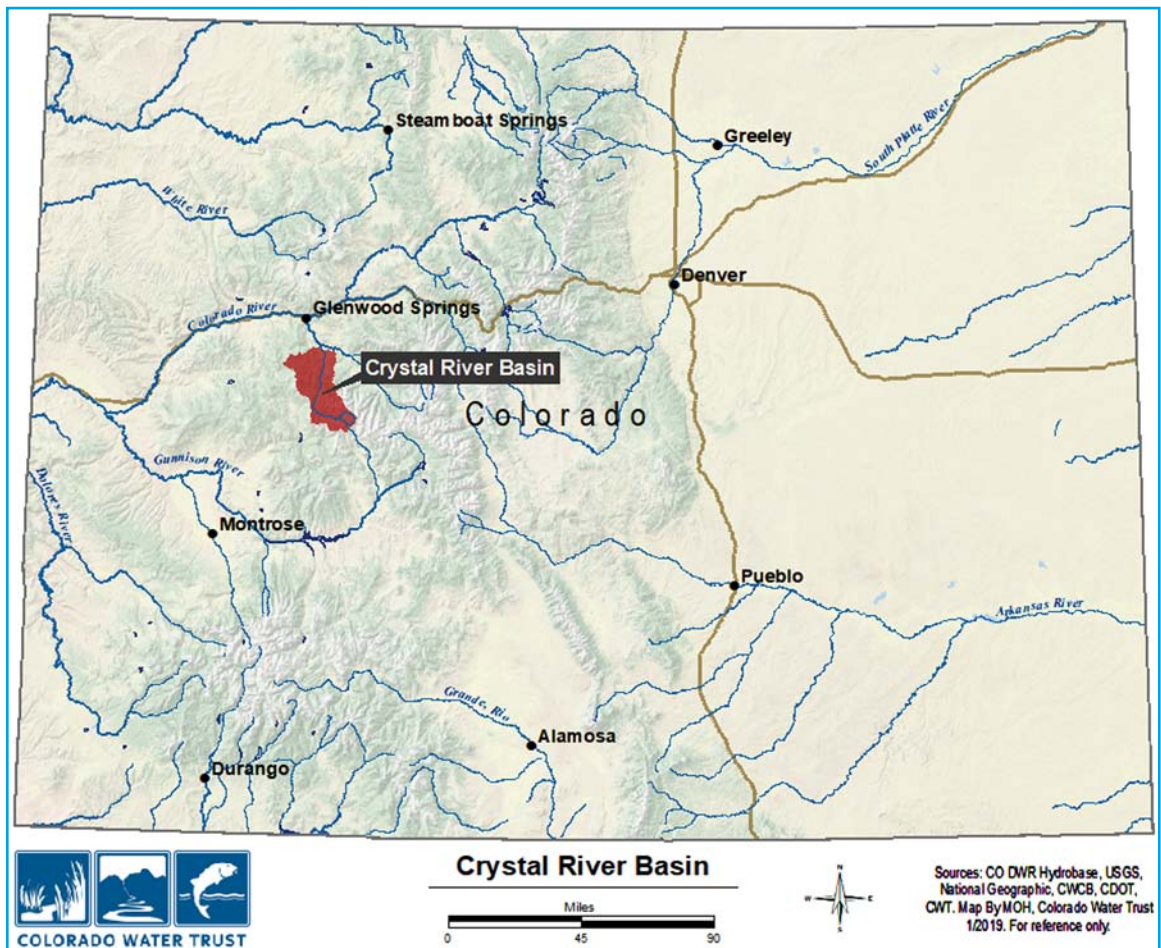 Steamboat Springs
Greeley
South Platte River
White River
Denver
Glenwood Springs
Colorado River
Crystal River Basin
Colorado
Gunnison River
Dolores River
Montrose
Pueblo
Arkansas River
Grande, Rio
Alamosa
Durango
COLORADO WATER TRUST
Crystal River Basin
Miles
0 45 90
N
W E
S
Sources: CO DWR Hydrobase, USGS,
National Geographic, CWCB, CDOT,
CWT. Map By MOH, Colorado Water Trust
1/2019. For reference only.